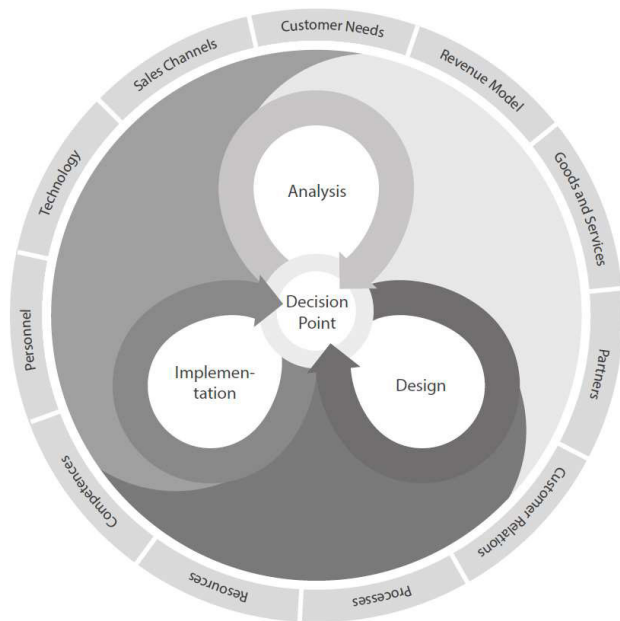 Customer Needs
Revenue Model
Goods and Services
Partners
Customer Relations
Processes
Resources
Competences
Personnel
Technology
Sales Channels
Analysis
Decision
Point
Implemen-
tation
Design